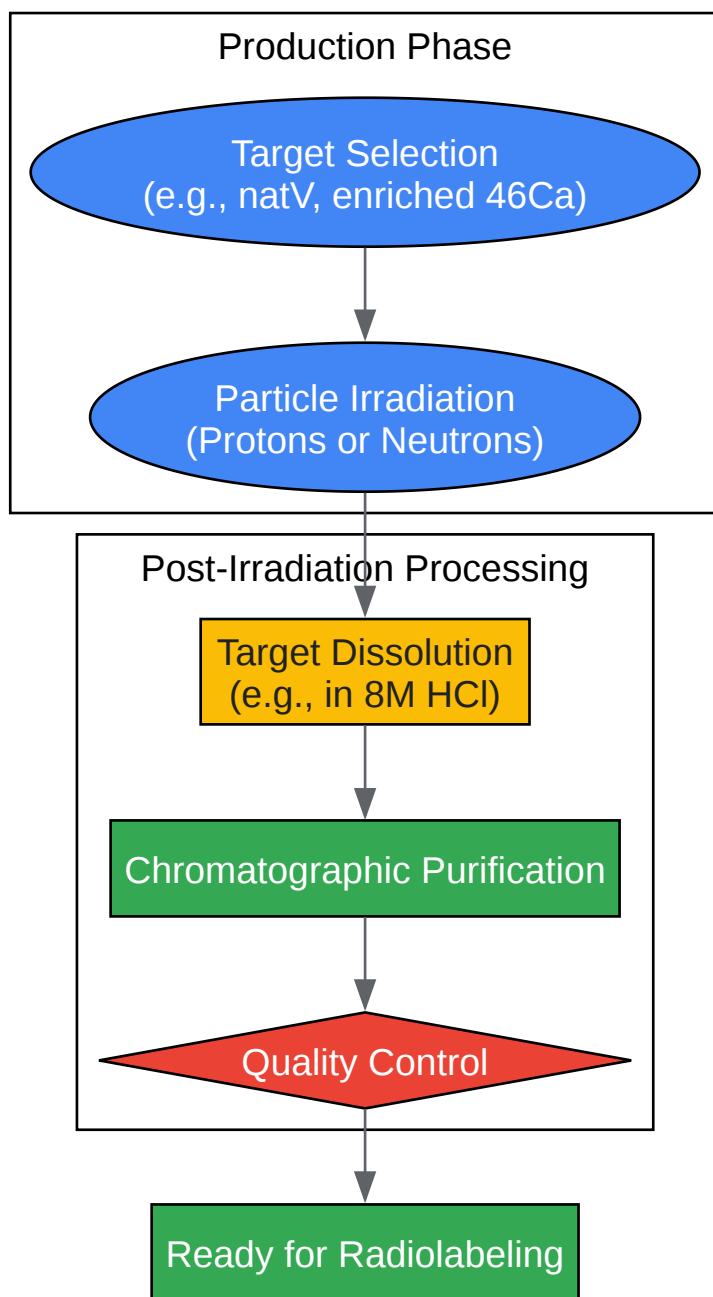 Production Phase
Target Selection
(e.g., natV, enriched 46Ca)
Particle Irradiation
(Protons or Neutrons)
Post-Irradiation Processing
Target Dissolution
(e.g., in 8M HCl)
Chromatographic Purification
Quality Control
Ready for Radiolabeling